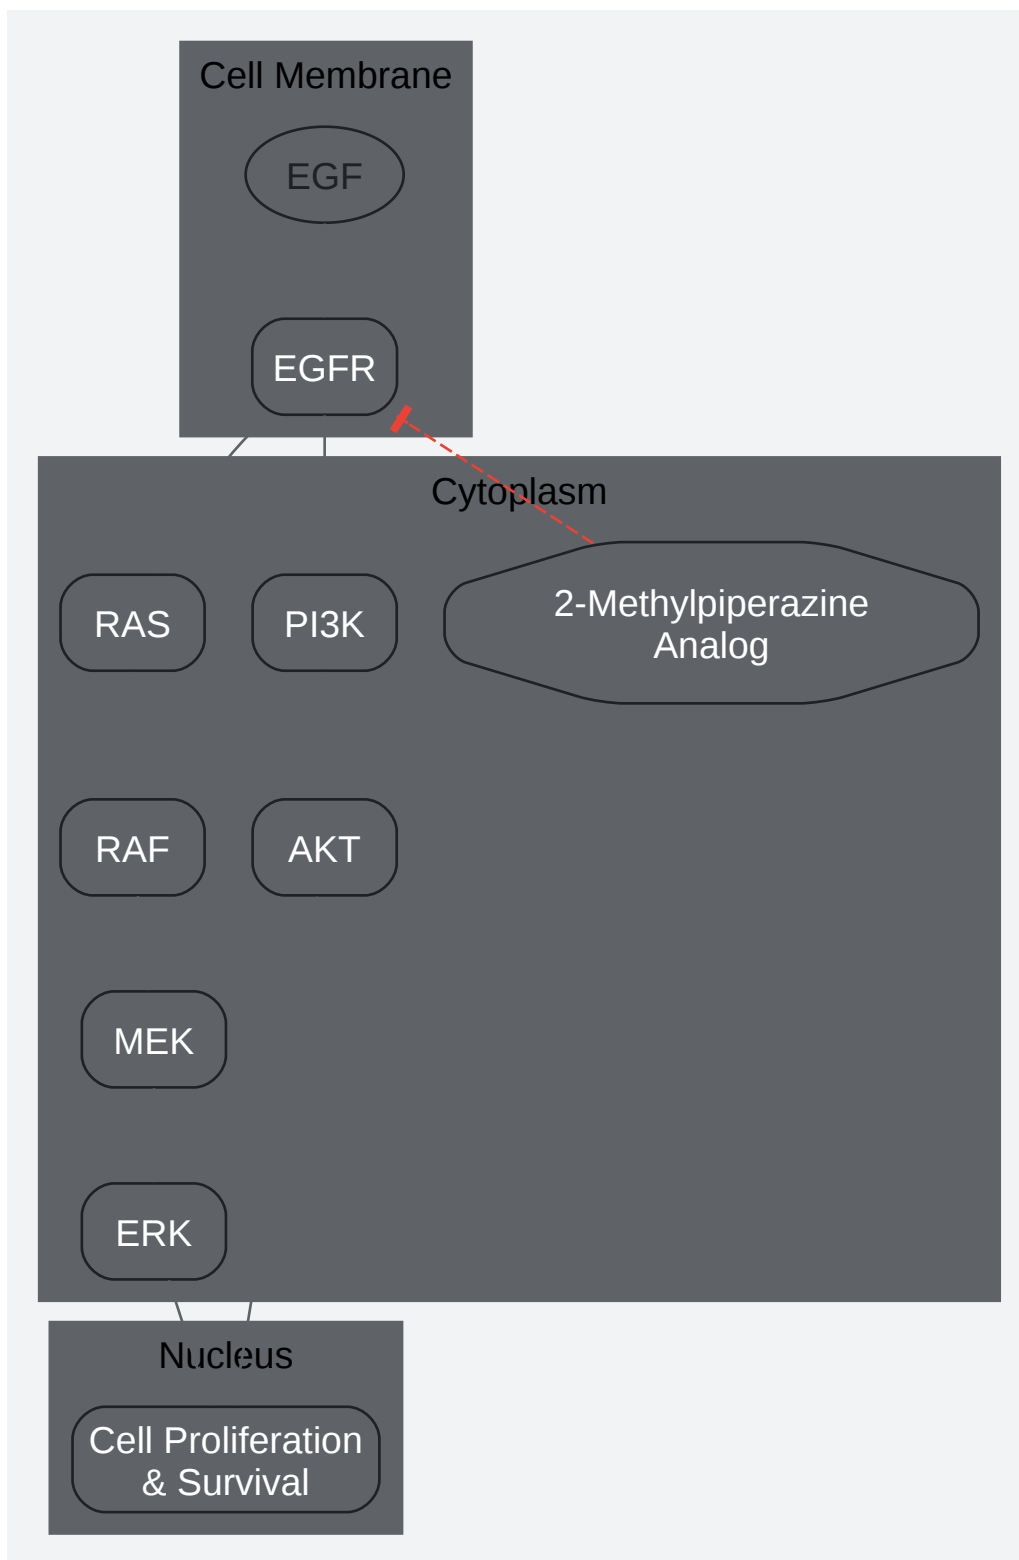 Cell Membrane
EGF
EGFR
Cytoplasm
RAS
PI3K
2-Methylpiperazine
Analog
RAF
AKT
MEK
ERK
Nucleus
Cell Proliferation
& Survival